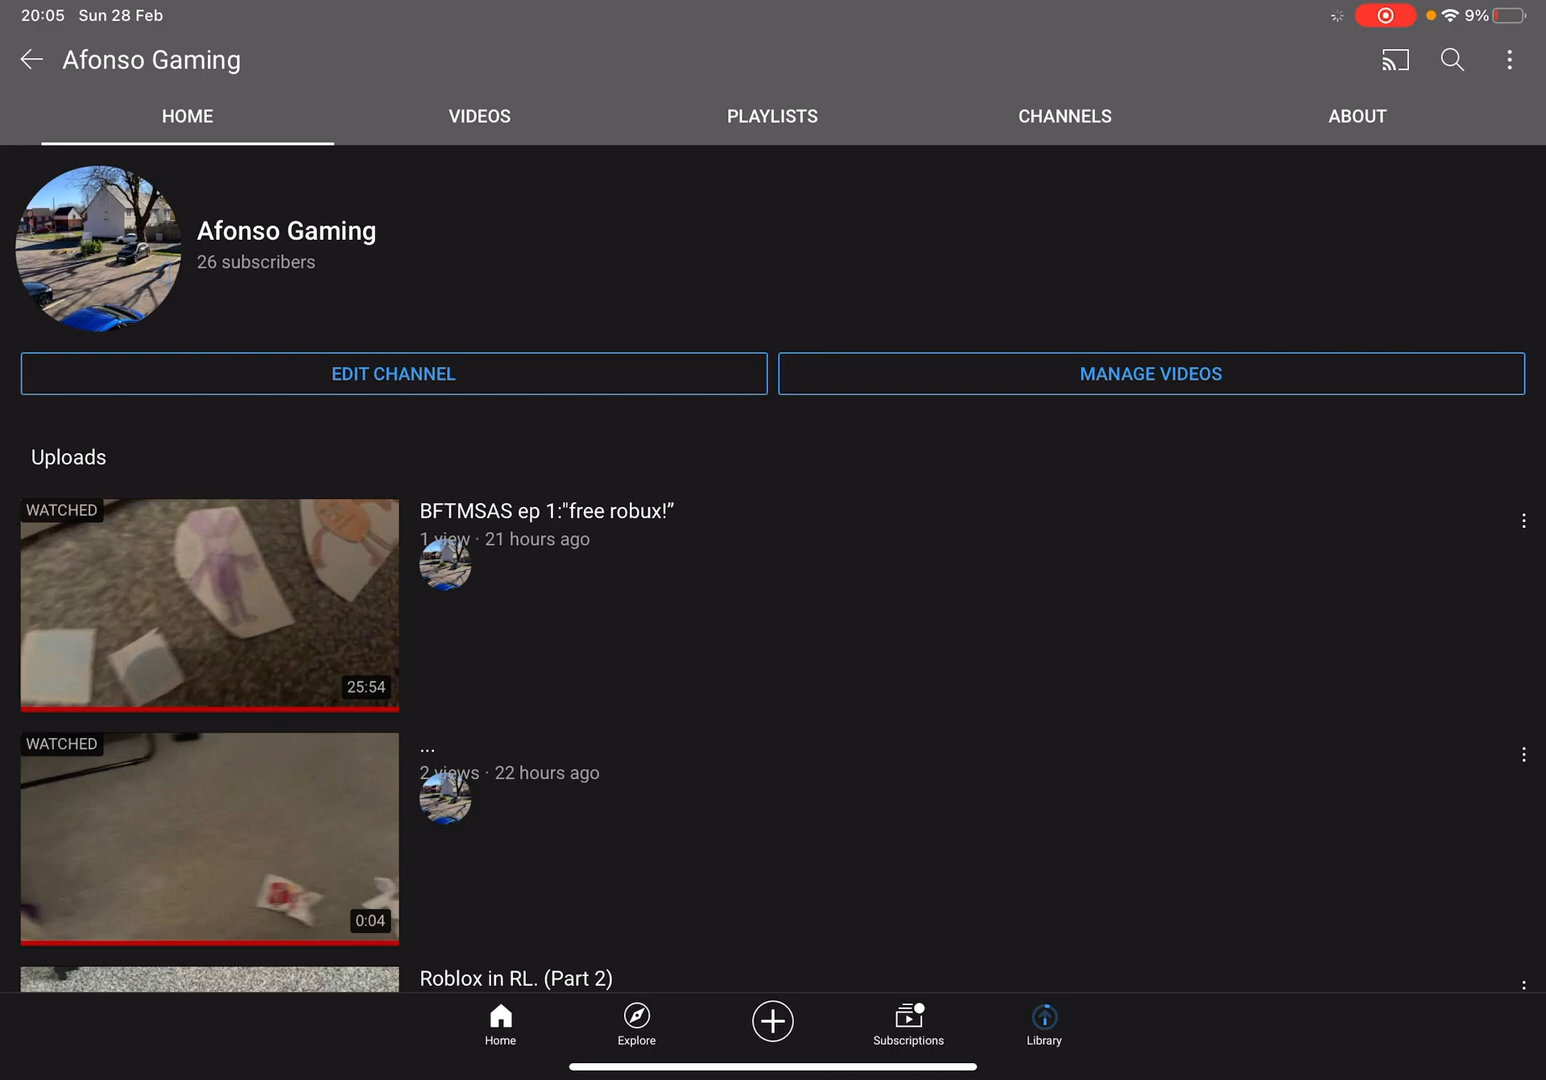 20:05 Sun 28 Feb
9%
Afonso Gaming
HOME VIDEOS PLAYLISTS CHANNELS ABOUT
Afonso Gaming
26 subscribers
EDIT CHANNEL MANAGE VIDEOS
Uploads
WATCHED
25:54
BFTMSAS ep 1:"free robux!”
1 view · 21 hours ago
WATCHED
0:04
...
2 views · 22 hours ago
Roblox in RL. (Part 2)
Home Explore Subscriptions Library